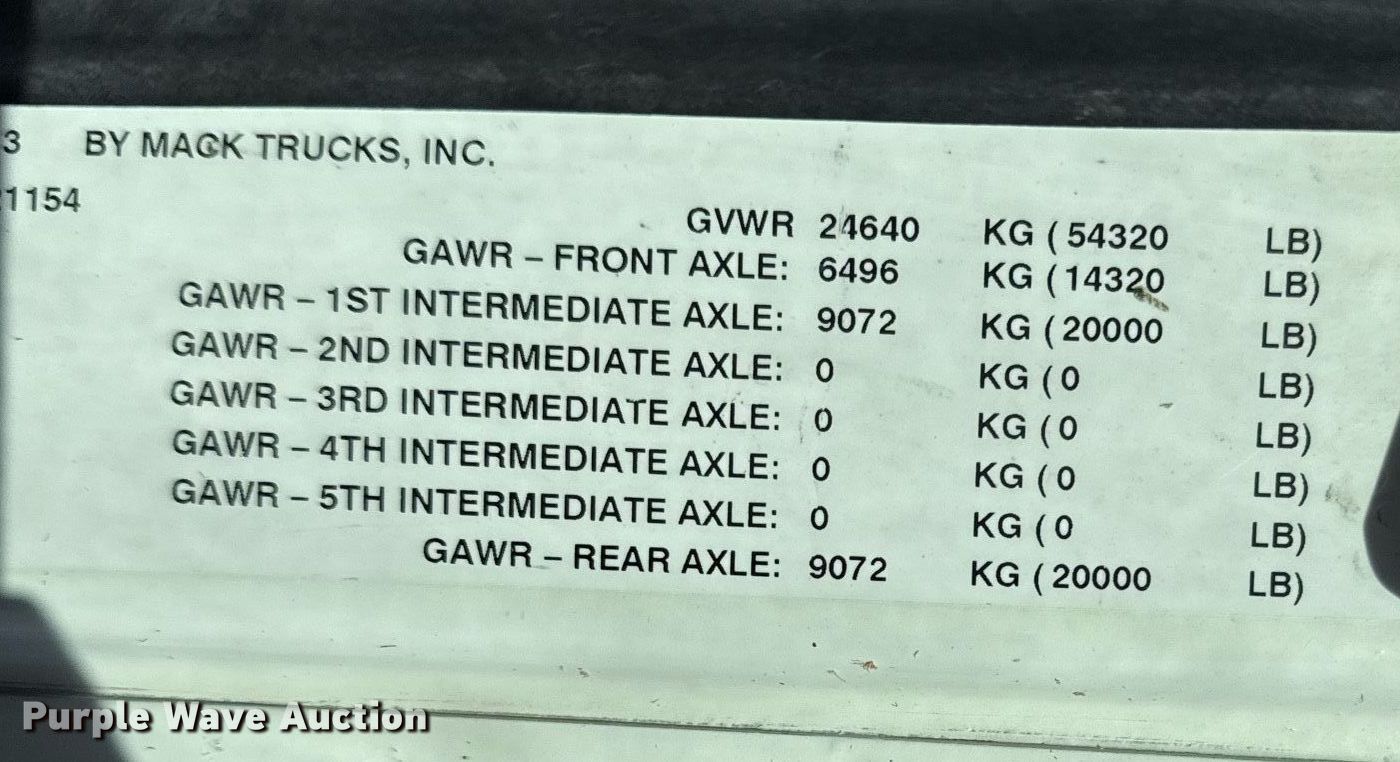 3 BY MACK TRUCKS, INC.
1154
GVWR 24640 KG ( 54320 LB)
GAWR – FRONT AXLE: 6496 KG ( 14320 LB)
GAWR – 1ST INTERMEDIATE AXLE: 9072 KG ( 20000 LB)
GAWR – 2ND INTERMEDIATE AXLE: 0 KG ( 0 LB)
GAWR – 3RD INTERMEDIATE AXLE: 0 KG ( 0 LB)
GAWR – 4TH INTERMEDIATE AXLE: 0 KG ( 0 LB)
GAWR – 5TH INTERMEDIATE AXLE: 0 KG ( 0 LB)
GAWR – REAR AXLE: 9072 KG ( 20000 LB)
Purple Wave Auction